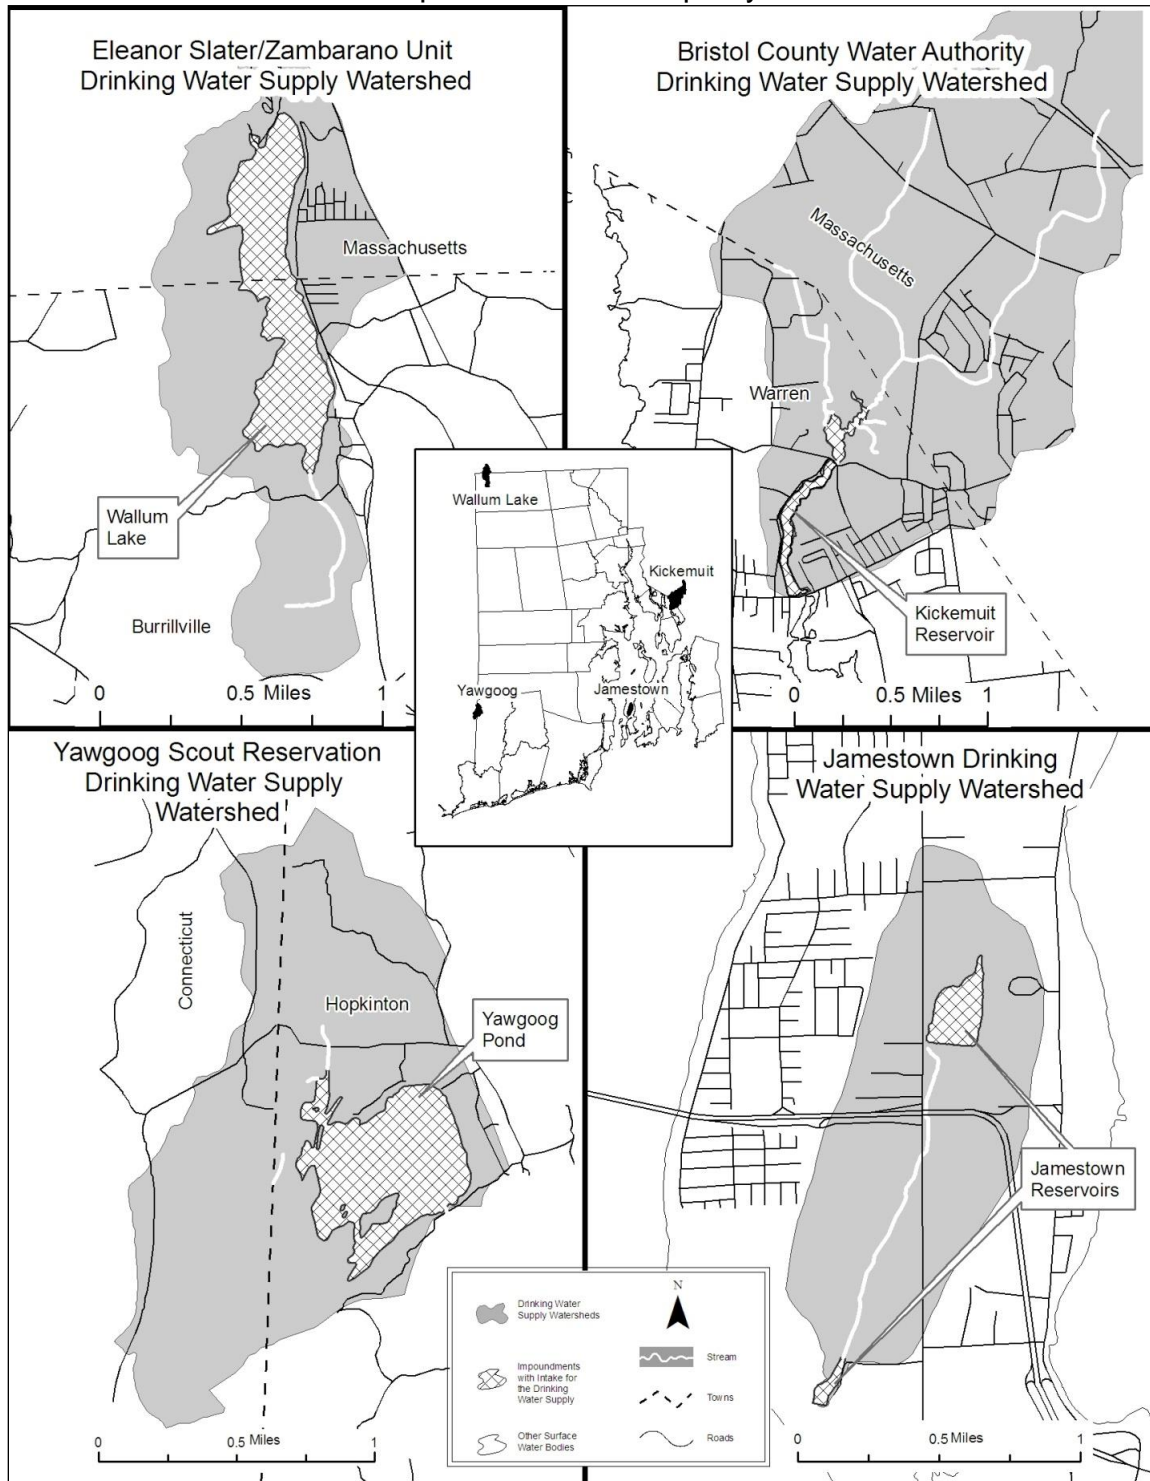 Eleanor Slater/Zambarano Unit
Drinking Water Supply Watershed
Massachusetts
Wallum
Lake
Burrillville
0 0.5 Miles 1
Bristol County Water Authority
Drinking Water Supply Watershed
Massachusetts
Warren
Kickemuit
Reservoir
0 0.5 Miles 1
Wallum Lake
Kickemuit
Yawgoog
Jamestown
Yawgoog Scout Reservation
Drinking Water Supply
Watershed
Connecticut
Hopkinton
Yawgoog
Pond
0 0.5 Miles 1
Jamestown Drinking
Water Supply Watershed
Jamestown
Reservoirs
0 0.5 Miles 1
Drinking Water
Supply Watersheds
Impoundments
with Intake for
the Drinking
Water Supply
Other Surface
Water Bodies
N
Stream
Towns
Roads